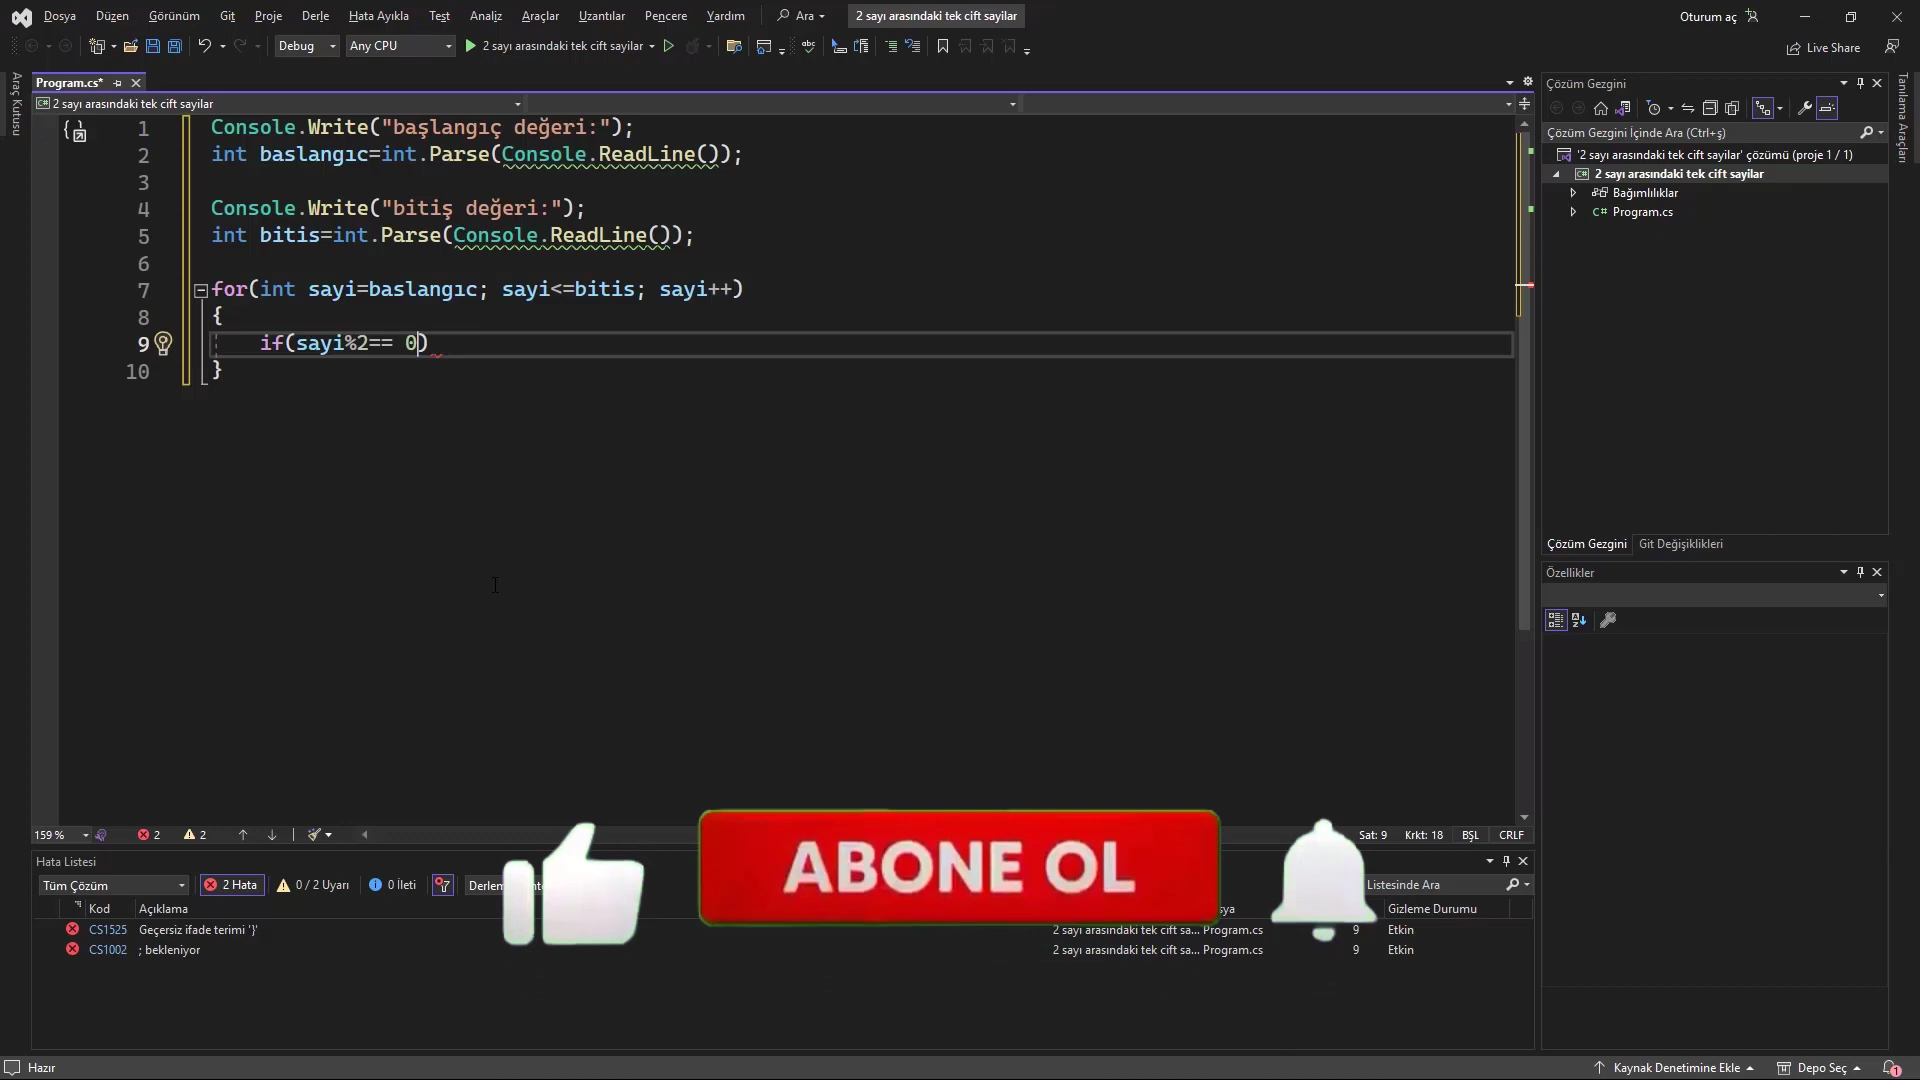 Dosya Düzen Görünüm Git Proje Derle Hata Ayıkla Test Analiz Araçlar Uzantılar Pencere Yardım Ara 2 sayı arasındaki tek cift sayilar Oturum aç
Debug Any CPU 2 sayı arasındaki tek cift sayilar abc Live Share
Araç Kutusu
Program.cs*
2 sayı arasındaki tek cift sayilar
1 Console.Write("başlangıç değeri:");
2 int baslangıc=int.Parse(Console.ReadLine());
3
4 Console.Write("bitiş değeri:");
5 int bitis=int.Parse(Console.ReadLine());
6
7 for(int sayi=baslangıc; sayi<=bitis; sayi++)
8 {
9 if(sayi%2== 0)
10 }
159 % 2 2 Sat: 9 Krkt: 18 BŞL CRLF
Hata Listesi
Tüm Çözüm 2 Hata 0 / 2 Uyarı 0 İleti Listesinde Ara
Kod Açıklama Gizleme Durumu
CS1525 Geçersiz ifade terimi '}' 2 sayı arasındaki tek cift sa... Program.cs 9 Etkin
CS1002 ; bekleniyor 2 sayı arasındaki tek cift sa... Program.cs 9 Etkin
ABONE OL
Çözüm Gezgini
Çözüm Gezgini İçinde Ara (Ctrl+ş)
'2 sayı arasındaki tek cift sayilar' çözümü (proje 1 / 1)
2 sayı arasındaki tek cift sayilar
Bağımlılıklar
C# Program.cs
Çözüm Gezgini Git Değişiklikleri
Özellikler
Tanılama Araçları
Hazır Kaynak Denetimine Ekle Depo Seç 1